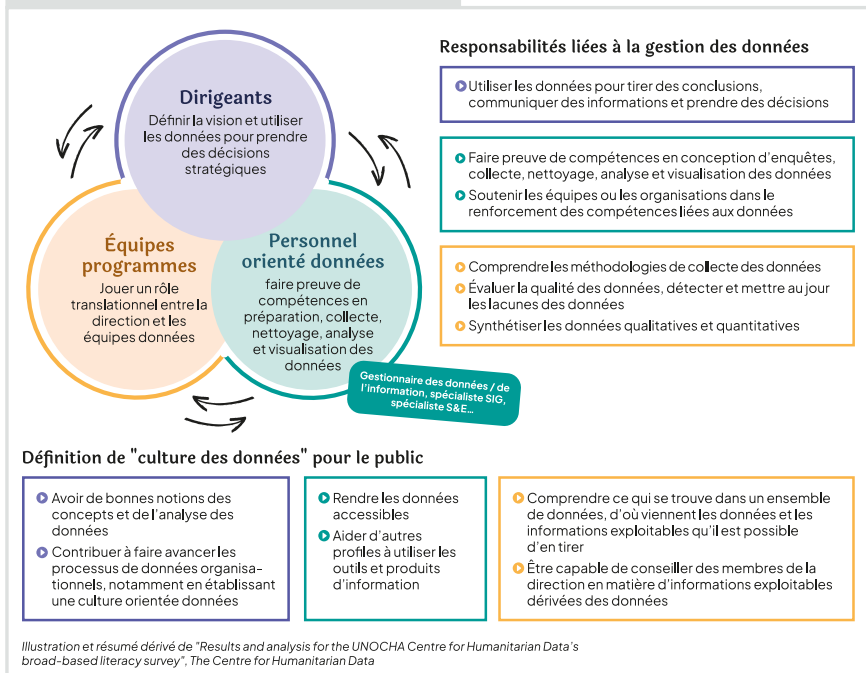 Dirigeants
Définir la vision et utiliser
les données pour prendre
des décisions
stratégiques
Équipes
programmes
Jouer un rôle
translationnel entre la
direction et les
équipes données
Personnel
orienté données
faire preuve de
compétences en
préparation, collecte,
nettoyage, analyse
et visualisation des
données
Gestionnaire des données / de
l'information, spécialiste SIG,
spécialiste S&E...
Responsabilités liées à la gestion des données
Utiliser les données pour tirer des conclusions,
communiquer des informations et prendre des décisions
Faire preuve de compétences en conception d'enquêtes,
collecte, nettoyage, analyse et visualisation des données
Soutenir les équipes ou les organisations dans le
renforcement des compétences liées aux données
Comprendre les méthodologies de collecte des données
Évaluer la qualité des données, détecter et mettre au jour
les lacunes des données
Synthétiser les données qualitatives et quantitatives
Définition de "culture des données" pour le public
Avoir de bonnes notions des
concepts et de l'analyse des
données
Contribuer à faire avancer les
processus de données organisa-
tionnels, notamment en établissant
une culture orientée données
Rendre les données
accessibles
Aider d'autres
profiles à utiliser les
outils et produits
d'information
Comprendre ce qui se trouve dans un ensemble
de données, d'où viennent les données et les
informations exploitables qu'il est possible
d'en tirer
Être capable de conseiller des membres de la
direction en matière d'informations exploitables
dérivées des données
Illustration et résumé dérivé de "Results and analysis for the UNOCHA Centre for Humanitarian Data's
broad-based literacy survey", The Centre for Humanitarian Data